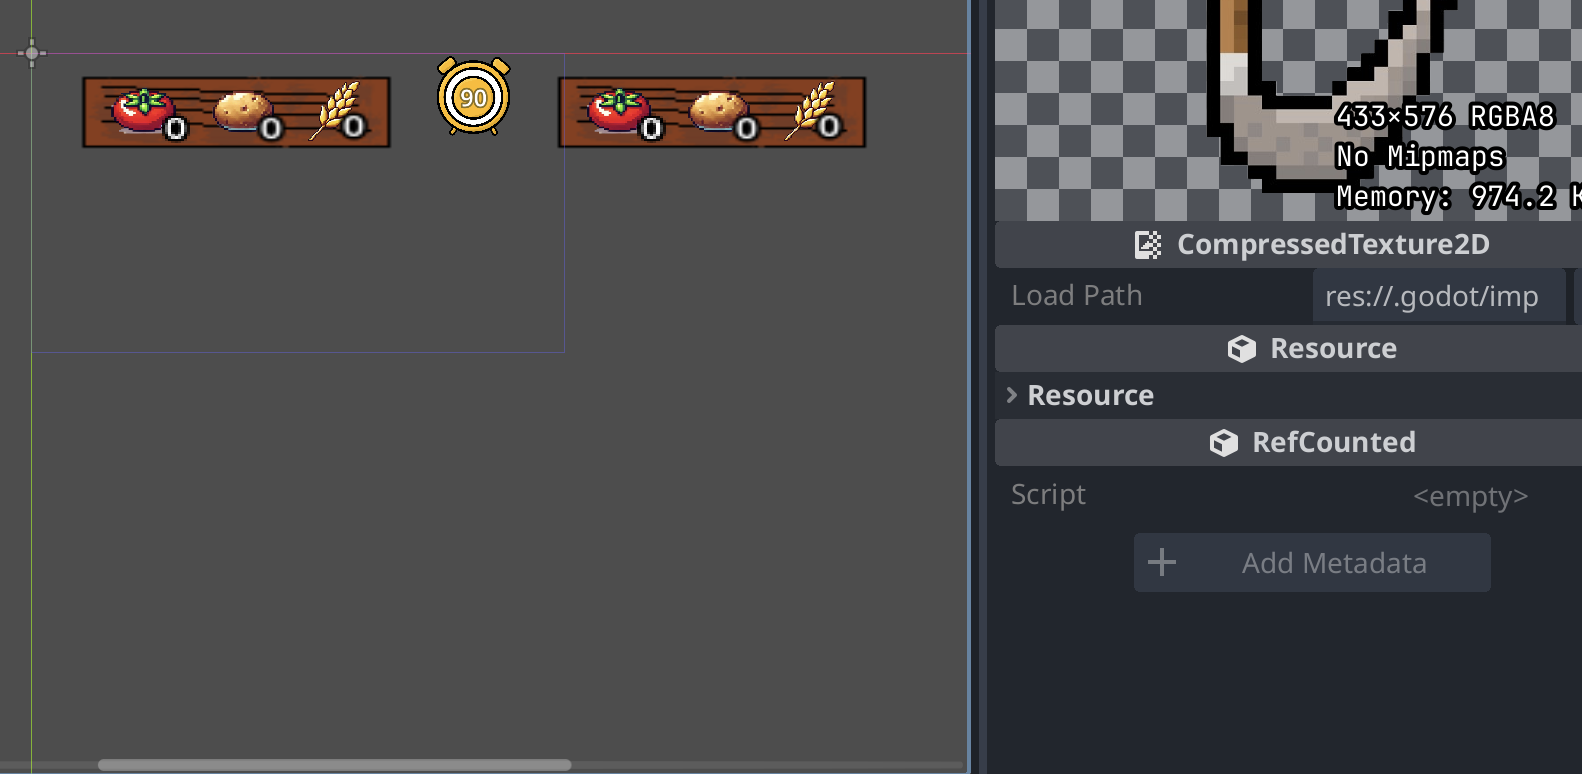 0 0 0
90
0 0 0
433×576 RGBA8
No Mipmaps
Memory: 974.2 K
CompressedTexture2D
Load Path res://.godot/imp
Resource
Resource
RefCounted
Script <empty>
Add Metadata